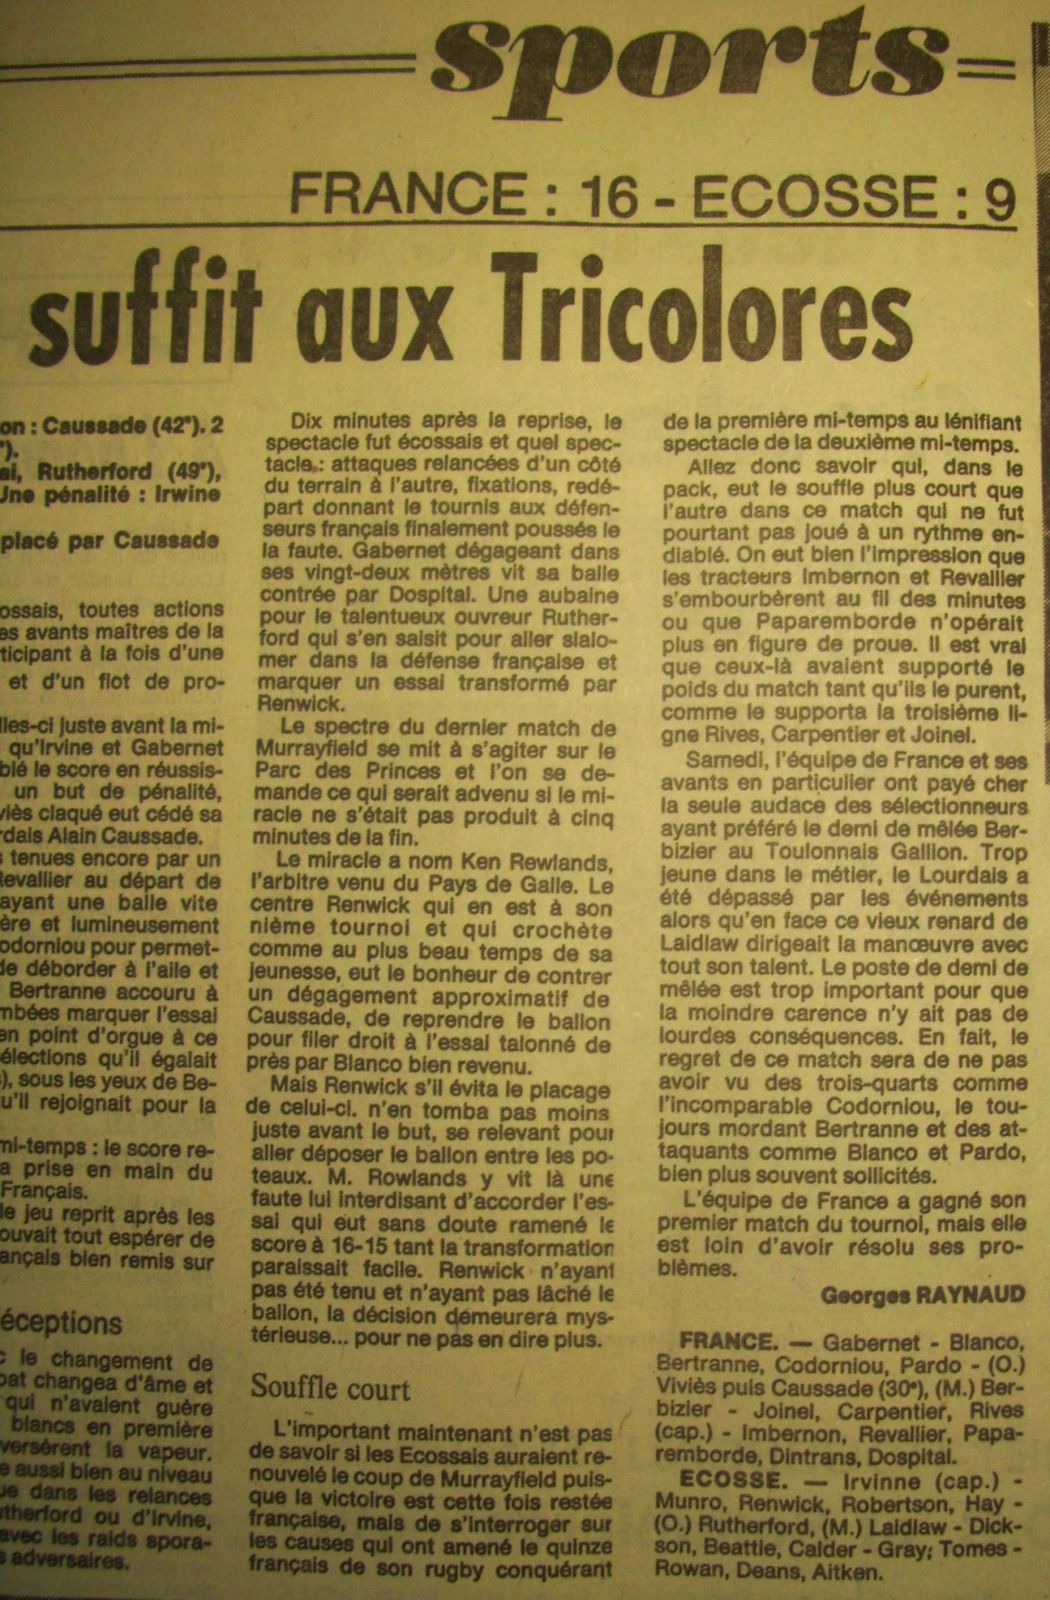 sports
FRANCE : 16 - ECOSSE : 9
suffit aux Tricolores
on : Caussade (42e). 2
ai, Rutherford (49e),
Une pénalité : Irwine
placé par Caussade
ossais, toutes actions
es avants maîtres de la
ticipant à la fois d'une
et d'un flot de pro-
lles-ci juste avant la mi-
qu'Irvine et Gabernet
blé le score en réussis-
un but de pénalité,
viès claqué eut cédé sa
rdais Alain Caussade.
s tenues encore par un
Revallier au départ de
ayant une balle vite
ère et lumineusement
odorniou pour permet-
de déborder à l'aile et
Bertranne accouru à
mbées marquer l'essai
en point d'orgue à ce
élections qu'il égalait
), sous les yeux de Be-
u'il rejoignait pour la
mi-temps : le score re-
a prise en main du
Français.
le jeu reprit après les
ouvait tout espérer de
ançais bien remis sur
éceptions
c le changement de
bat changea d'âme et
qui n'avaient guère
blancs en première
versèrent la vapeur.
e aussi bien au niveau
ue dans les relances
utherford ou d'Irvine,
avec les raids spora-
s adversaires.
Dix minutes après la reprise, le
spectacle fut écossais et quel spec-
tacle : attaques relancées d'un côté
du terrain à l'autre, fixations, redé-
part donnant le tournis aux défen-
seurs français finalement poussés le
la faute. Gabernet dégageant dans
ses vingt-deux mètres vit sa balle
contrée par Dospital. Une aubaine
pour le talentueux ouvreur Ruther-
ford qui s'en saisit pour aller slalo-
mer dans la défense française et
marquer un essai transformé par
Renwick.
Le spectre du dernier match de
Murrayfield se mit à s'agiter sur le
Parc des Princes et l'on se de-
mande ce qui serait advenu si le mi-
racle ne s'était pas produit à cinq
minutes de la fin.
Le miracle a nom Ken Rewlands,
l'arbitre venu du Pays de Galle. Le
centre Renwick qui en est à son
nième tournoi et qui crochète
comme au plus beau temps de sa
jeunesse, eut le bonheur de contrer
un dégagement approximatif de
Caussade, de reprendre le ballon
pour filer droit à l'essai talonné de
près par Blanco bien revenu.
Mais Renwick s'il évita le placage
de celui-ci. n'en tomba pas moins
juste avant le but, se relevant pour
aller déposer le ballon entre les po-
teaux. M. Rowlands y vit là une
faute lui interdisant d'accorder l'es-
sai qui eut sans doute ramené le
score à 16-15 tant la transformation
paraissait facile. Renwick n'ayant
pas été tenu et n'ayant pas lâché le
ballon, la décision demeurera mys-
térieuse... pour ne pas en dire plus.
Souffle court
L'important maintenant n'est pas
de savoir si les Ecossais auraient re-
nouvelé le coup de Murrayfield puis-
que la victoire est cette fois restée
française, mais de s'interroger sur
les causes qui ont amené le quinze
français de son rugby conquérant
de la première mi-temps au lénifiant
spectacle de la deuxième mi-temps.
Allez donc savoir qui, dans le
pack, eut le souffle plus court que
l'autre dans ce match qui ne fut
pourtant pas joué à un rythme en-
diablé. On eut bien l'impression que
les tracteurs Imbernon et Revallier
s'embourbèrent au fil des minutes
ou que Paparemborde n'opérait
plus en figure de proue. Il est vrai
que ceux-là avaient supporté le
poids du match tant qu'ils le purent,
comme le supporta la troisième li-
gne Rives, Carpentier et Joinel.
Samedi, l'équipe de France et ses
avants en particulier ont payé cher
la seule audace des sélectionneurs
ayant préféré le demi de mêlée Ber-
bizier au Toulonnais Gallion. Trop
jeune dans le métier, le Lourdais a
été dépassé par les événements
alors qu'en face ce vieux renard de
Laidlaw dirigeait la manœuvre avec
tout son talent. Le poste de demi de
mêlée est trop important pour que
la moindre carence n'y ait pas de
lourdes conséquences. En fait, le
regret de ce match sera de ne pas
avoir vu des trois-quarts comme
l'incomparable Codorniou, le tou-
jours mordant Bertranne et des at-
taquants comme Blanco et Pardo,
bien plus souvent sollicités.
L'équipe de France a gagné son
premier match du tournoi, mais elle
est loin d'avoir résolu ses pro-
blèmes.
Georges RAYNAUD
FRANCE. — Gabernet - Blanco,
Bertranne, Codorniou, Pardo - (O.)
Viviès puis Caussade (30e), (M.) Ber-
bizier - Joinel, Carpentier, Rives
(cap.) - Imbernon, Revallier, Papa-
remborde, Dintrans, Dospital.
ECOSSE. — Irvinne (cap.) -
Munro, Renwick, Robertson, Hay -
(O.) Rutherford, (M.) Laidlaw - Dick-
son, Beattie, Calder - Gray; Tomes -
Rowan, Deans, Aitken.